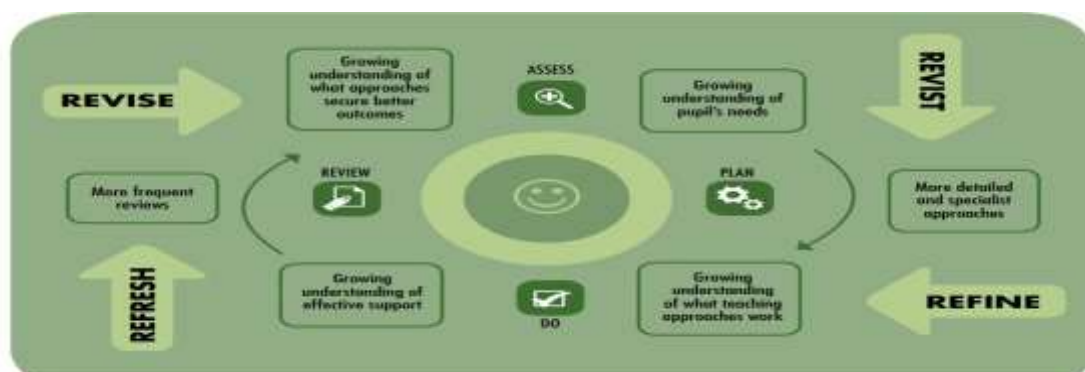 REVISE
Growing
understanding of
what approaches
secure better
outcomes
ASSESS
Growing
understanding of
pupil's needs
REVIST
More frequent
reviews
REVIEW
PLAN
More detailed
and specialist
approaches
REFRESH
Growing
understanding of
effective support
DO
Growing
understanding
of what teaching
approaches work
REFINE